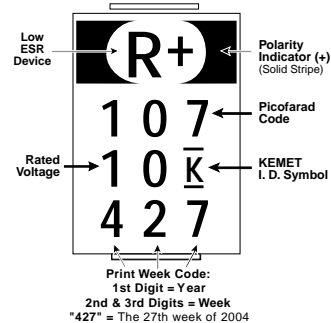 Low
ESR
Device
R+
Polarity
Indicator (+)
(Solid Stripe)
107
Picofarad
Code
Rated
Voltage
10 K
KEMET
I. D. Symbol
427
Print Week Code:
1st Digit = Year
2nd & 3rd Digits = Week
"427" = The 27th week of 2004